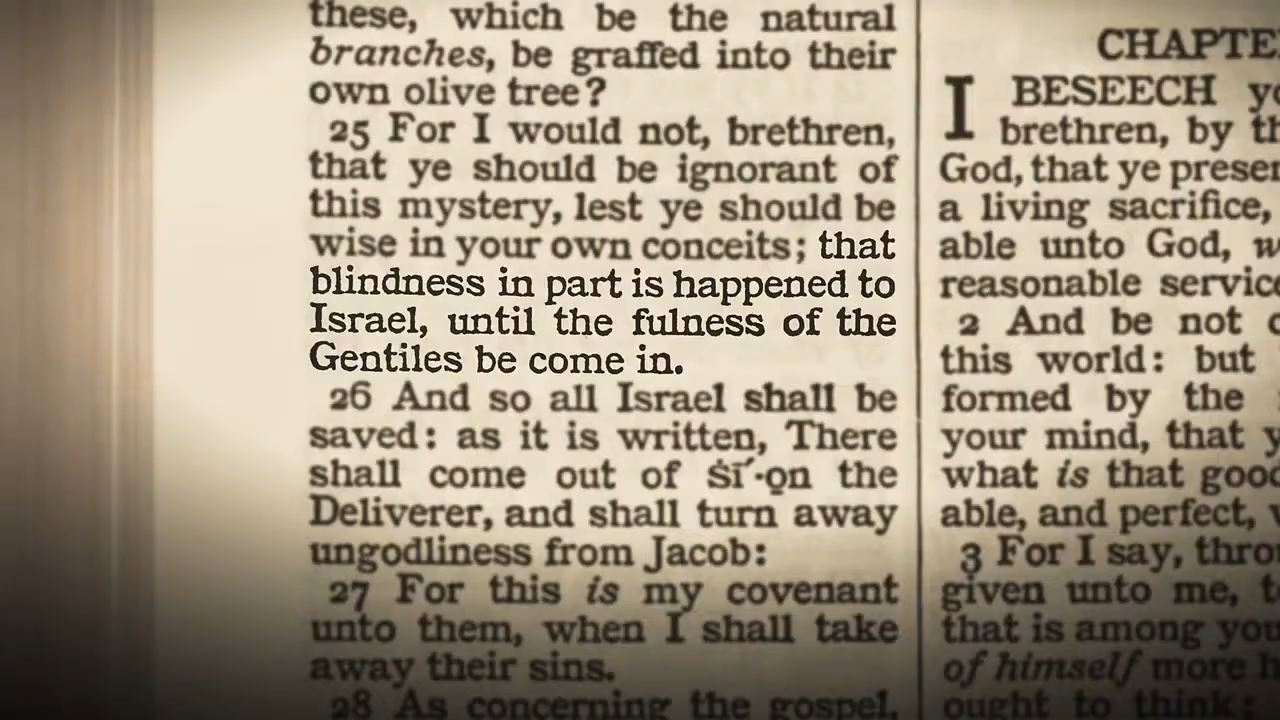 these, which be the natural
branches, be graffed into their
own olive tree?
25 For I would not, brethren,
that ye should be ignorant of
this mystery, lest ye should be
wise in your own conceits; that
blindness in part is happened to
Israel, until the fulness of the
Gentiles be come in.
26 And so all Israel shall be
saved: as it is written, There
shall come out of Ṡī´·o̤n the
Deliverer, and shall turn away
ungodliness from Jacob:
27 For this is my covenant
unto them, when I shall take
away their sins.
28 As concerning the gospel,
CHAPTE
I BESEECH yo
brethren, by th
God, that ye presen
a living sacrifice,
able unto God, w
reasonable service
2 And be not c
this world: but
formed by the
your mind, that y
what is that good
able, and perfect, w
3 For I say, throu
given unto me, to
that is among you
of himself more h
ought to think: